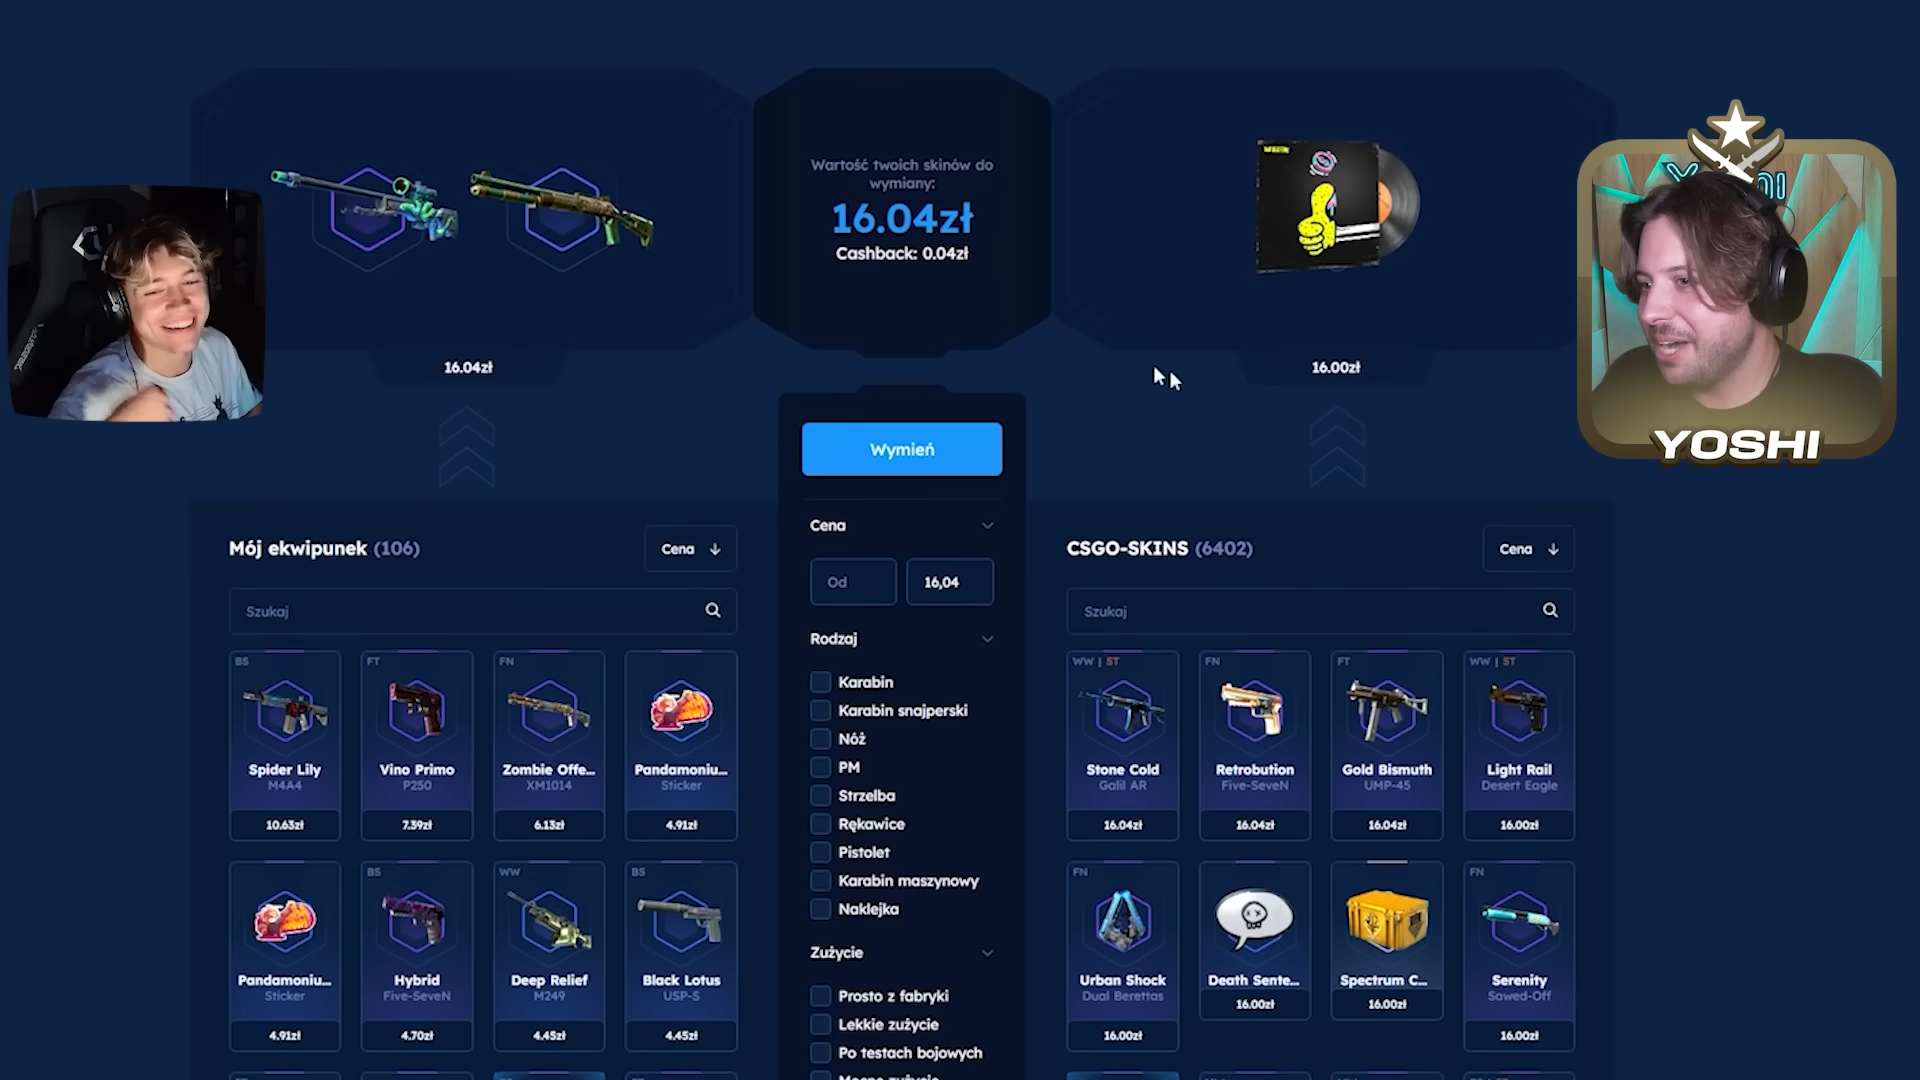 Wartość twoich skinów do
wymiany:
16.04zł
Cashback: 0.04zł
16.04zł
16.00zł
YOSHI
Wymień
Cena
Od
16,04
Rodzaj
Karabin
Karabin snajperski
Nóż
PM
Strzelba
Rękawice
Pistolet
Karabin maszynowy
Naklejka
Zużycie
Prosto z fabryki
Lekkie zużycie
Po testach bojowych
Mój ekwipunek (106)
Cena
Szukaj
BS
FT
FN
Spider Lily
Vino Primo
Zombie Offe...
Pandamoniu...
M4A4
P250
XM1014
Sticker
10.63zł
7.39zł
6.13zł
4.91zł
BS
WW
BS
Pandamoniu...
Hybrid
Deep Relief
Black Lotus
Sticker
Five-SeveN
M249
USP-S
4.91zł
4.70zł
4.45zł
4.45zł
CSGO-SKINS (6402)
Cena
Szukaj
WW | ST
FN
FT
WW | ST
Stone Cold
Retrobution
Gold Bismuth
Light Rail
Galil AR
Five-SeveN
UMP-45
Desert Eagle
16.04zł
16.04zł
16.04zł
16.00zł
FN
FN
Urban Shock
Death Sente...
Spectrum C...
Serenity
Dual Berettas
Sawed-Off
16.00zł
16.00zł
16.00zł
16.00zł